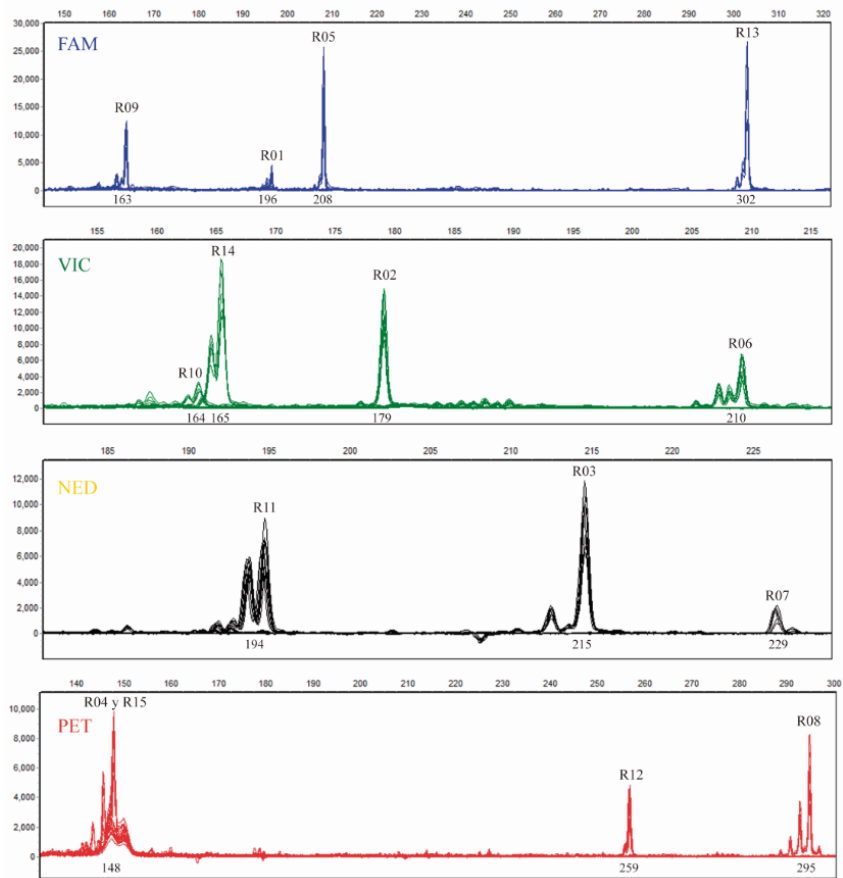 150 160 170 180 190 200 210 220 230 240 250 260 270 280 290 300 310 320
30,000
FAM
R05
R13
25,000
20,000
15,000
R09
10,000
R01
5,000
0
163 196 208 302
155 160 165 170 175 180 185 190 195 200 205 210 215
20,000
R14
VIC
18,000
16,000
R02
14,000
12,000
10,000
8,000
R06
6,000
R10
4,000
2,000
0
164 165 179 210
185 190 195 200 205 210 215 220 225
R03
NED
12,000
R11
10,000
8,000
6,000
4,000
R07
2,000
0
194 215 229
140 150 160 170 180 190 200 210 220 230 240 250 260 270 280 290 300
R04 y R15
10,000
PET
R08
8,000
R12
6,000
4,000
2,000
0
148 259 295